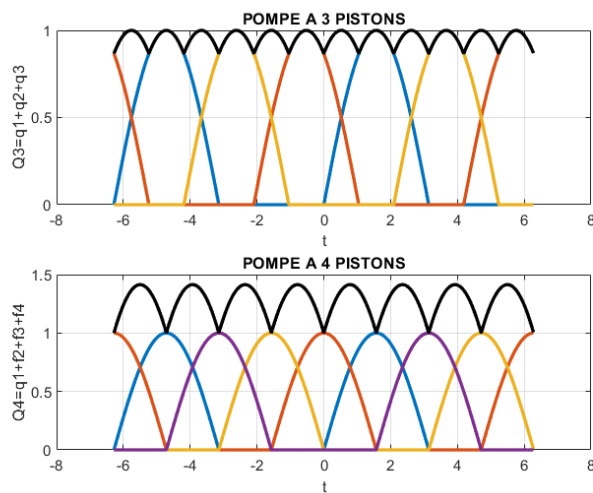 POMPE A 3 PISTONS
1
0.5
0
Q3=q1+q2+q3
-8 -6 -4 -2 0 2 4 6 8
t
POMPE A 4 PISTONS
1.5
1
0.5
0
Q4=q1+f2+f3+f4
-8 -6 -4 -2 0 2 4 6 8
t